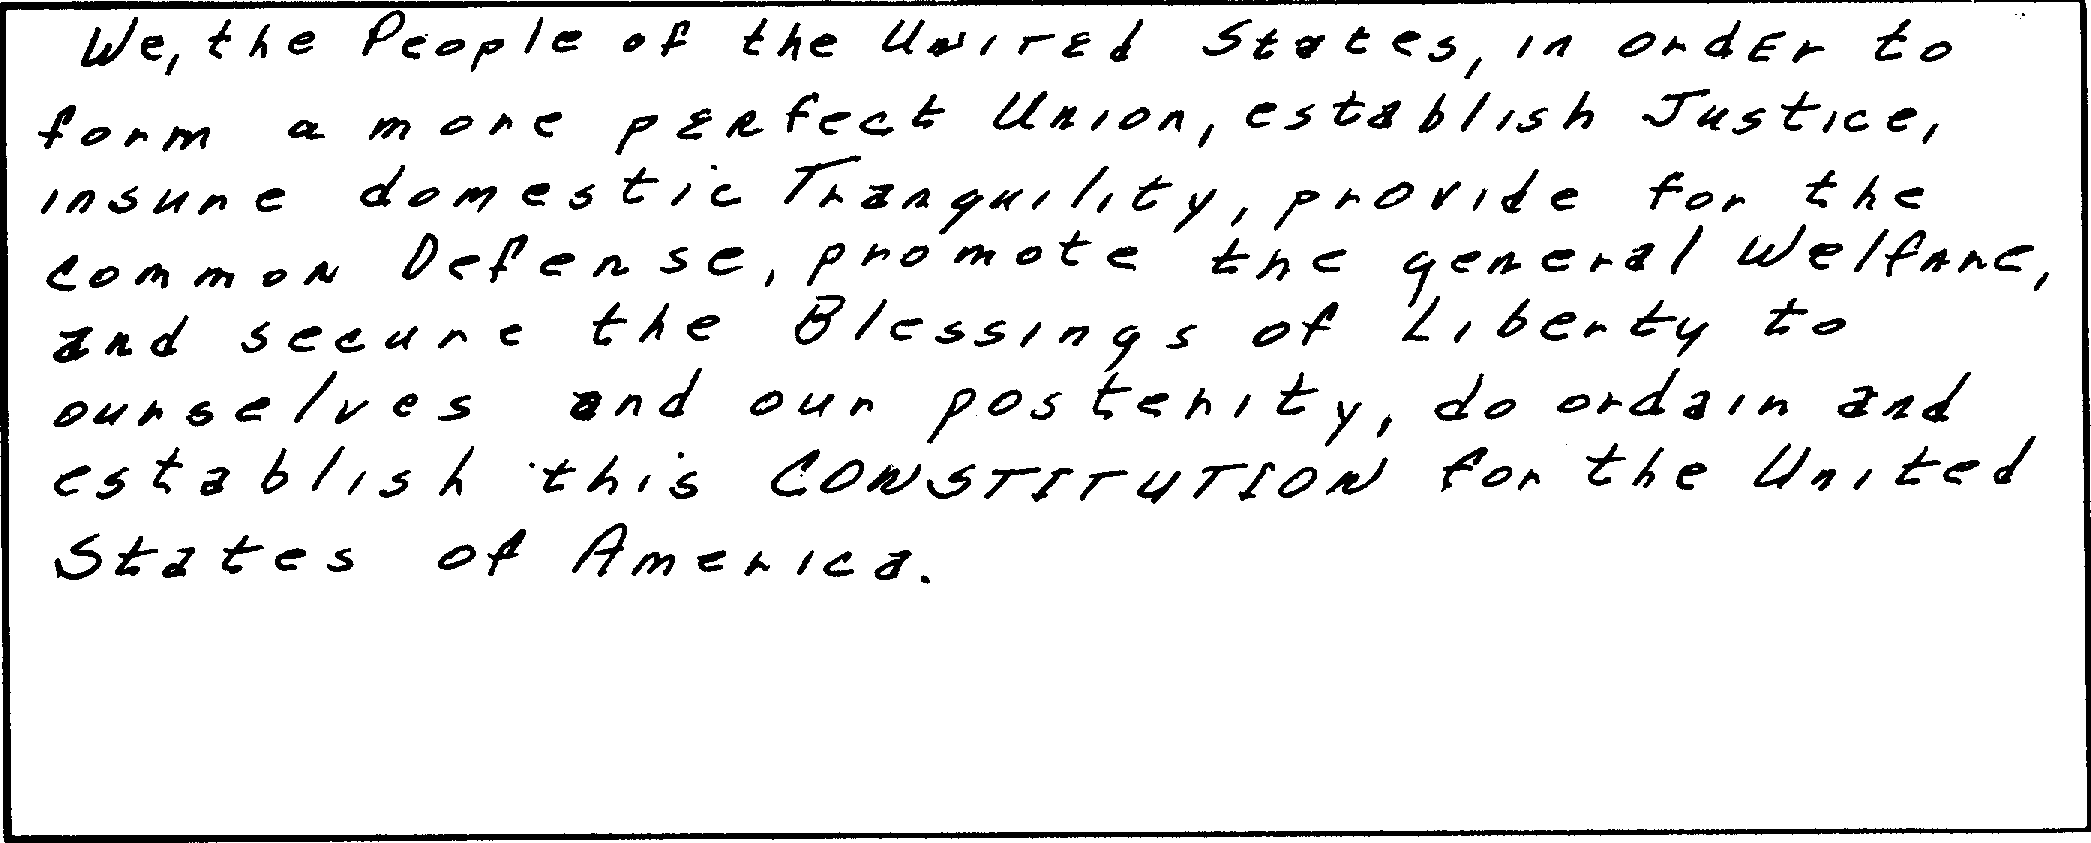 We, the People of the United States, in order to
form a more perfect Union, establish Justice,
insure domestic Tranquility, provide for the
common Defense, promote the general Welfare,
and secure the Blessings of Liberty to
ourselves and our posterity, do ordain and
establish this CONSTITUTION for the United
States of America.